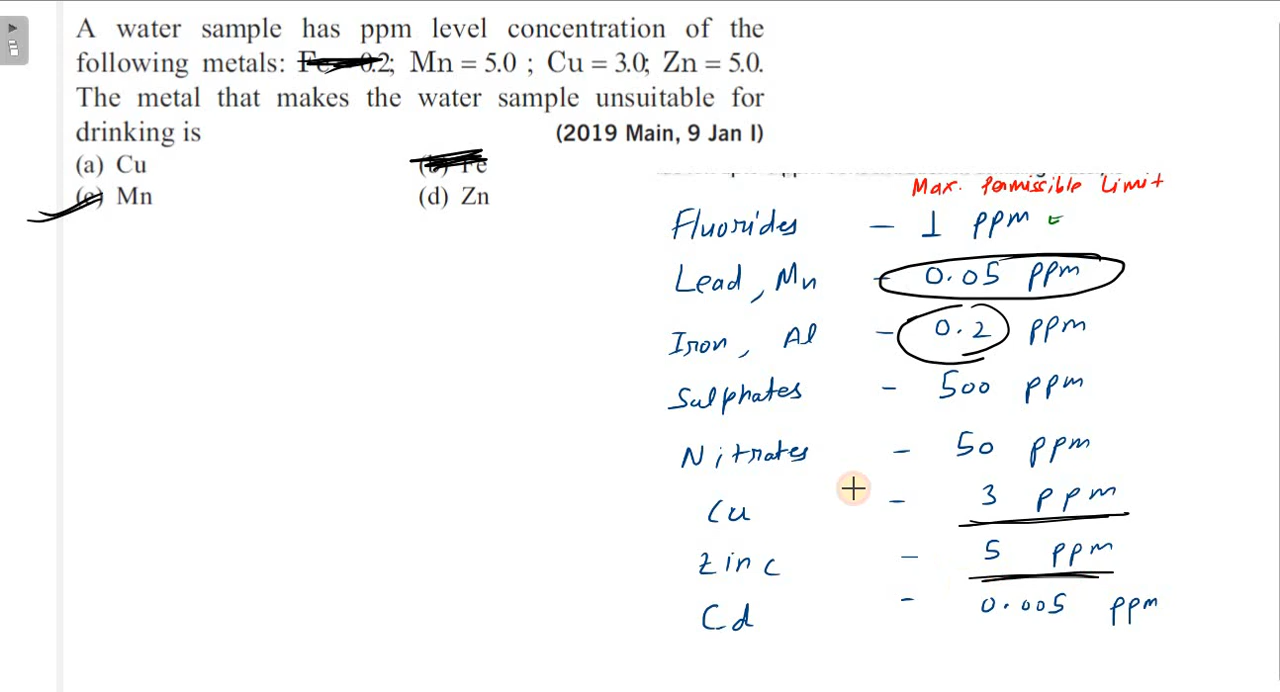 A water sample has ppm level concentration of the
following metals: Fe = 0.2; Mn = 5.0 ; Cu = 3.0; Zn = 5.0.
The metal that makes the water sample unsuitable for
drinking is (2019 Main, 9 Jan I)
(a) Cu (b) Fe
(c) Mn (d) Zn
Max. Permissible Limit
Fluorides – 1 ppm
Lead, Mn – 0.05 ppm
Iron, Al – 0.2 ppm
Sulphates – 500 ppm
Nitrates – 50 ppm
Cu – 3 ppm
Zinc – 5 ppm
Cd – 0.005 ppm